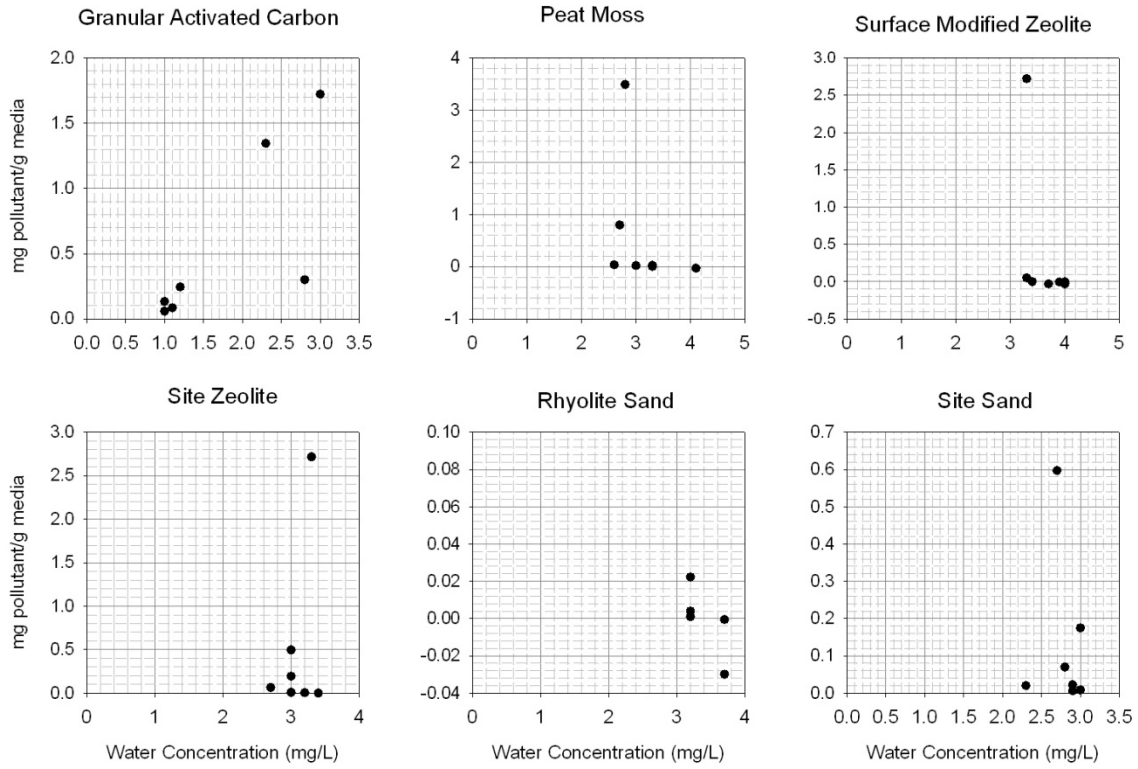 Granular Activated Carbon
Peat Moss
Surface Modified Zeolite
mg pollutant/g media
2.0
1.5
1.0
0.5
0.0
0.0 0.5 1.0 1.5 2.0 2.5 3.0 3.5
4
3
2
1
0
-1
0 1 2 3 4 5
3.0
2.5
2.0
1.5
1.0
0.5
0.0
-0.5
0 1 2 3 4 5
Site Zeolite
Rhyolite Sand
Site Sand
mg pollutant/g media
3.0
2.5
2.0
1.5
1.0
0.5
0.0
0 1 2 3 4
Water Concentration (mg/L)
0.10
0.08
0.06
0.04
0.02
0.00
-0.02
-0.04
0 1 2 3 4
Water Concentration (mg/L)
0.7
0.6
0.5
0.4
0.3
0.2
0.1
0.0
0.0 0.5 1.0 1.5 2.0 2.5 3.0 3.5
Water Concentration (mg/L)